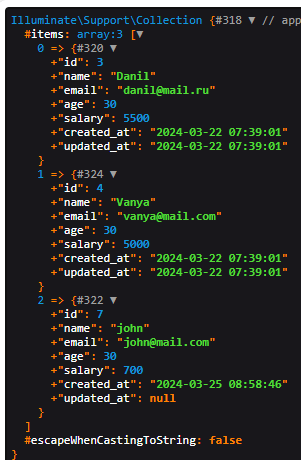 Illuminate\Support\Collection {#318 ▼ // app
#items: array:3 [▼
0 => {#320 ▼
+"id": 3
+"name": "Danil"
+"email": "danil@mail.ru"
+"age": 30
+"salary": 5500
+"created_at": "2024-03-22 07:39:01"
+"updated_at": "2024-03-22 07:39:01"
}
1 => {#324 ▼
+"id": 4
+"name": "Vanya"
+"email": "vanya@mail.com"
+"age": 30
+"salary": 5000
+"created_at": "2024-03-22 07:39:01"
+"updated_at": "2024-03-22 07:39:01"
}
2 => {#322 ▼
+"id": 7
+"name": "john"
+"email": "john@mail.com"
+"age": 30
+"salary": 700
+"created_at": "2024-03-25 08:58:46"
+"updated_at": null
}
]
#escapeWhenCastingToString: false
}